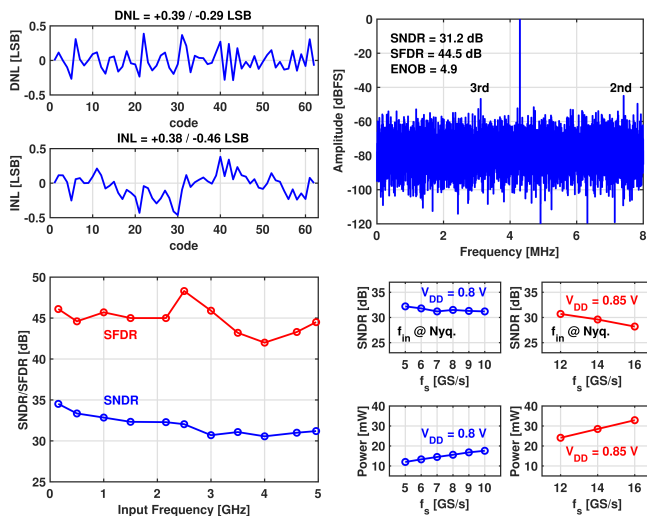 DNL = +0.39 / -0.29 LSB
DNL [LSB]
0.5
0
-0.5
0 10 20 30 40 50 60
code
INL = +0.38 / -0.46 LSB
INL [LSB]
0.5
0
-0.5
0 10 20 30 40 50 60
code
SNDR = 31.2 dB
SFDR = 44.5 dB
ENOB = 4.9
3rd
2nd
Amplitude [dBFS]
0
-20
-40
-60
-80
-100
-120
0 2 4 6 8
Frequency [MHz]
SNDR/SFDR [dB]
50
45
40
35
30
25
SFDR
SNDR
0 1 2 3 4 5
Input Frequency [GHz]
SNDR [dB]
35
30
25
V_DD = 0.8 V
f_in @ Nyq.
5 6 7 8 9 10
f_s [GS/s]
SNDR [dB]
35
30
25
V_DD = 0.85 V
f_in @ Nyq.
12 14 16
f_s [GS/s]
Power [mW]
40
30
20
10
V_DD = 0.8 V
5 6 7 8 9 10
f_s [GS/s]
Power [mW]
40
30
20
10
V_DD = 0.85 V
12 14 16
f_s [GS/s]